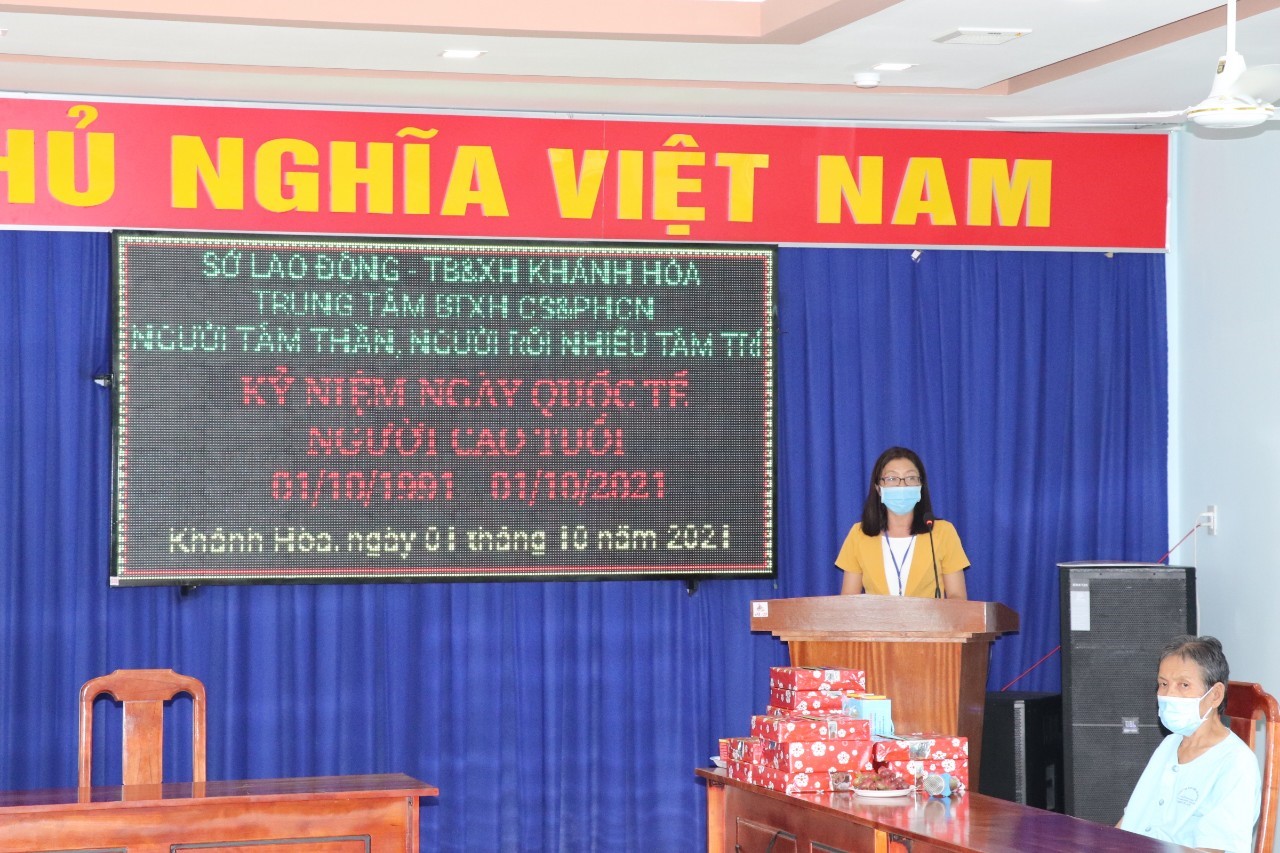 HỦ NGHĨA VIỆT NAM
SỞ LAO ĐỘNG - TB&XH KHÁNH HÒA
TRUNG TÂM BTXH CS&PHCN
NGƯỜI TÂM THẦN, NGƯỜI RỐI NHIỄU TÂM TRÍ
KỶ NIỆM NGÀY QUỐC TẾ
NGƯỜI CAO TUỔI
01/10/1991 01/10/2021
Khánh Hòa, ngày 01 tháng 10 năm 2021
JBL